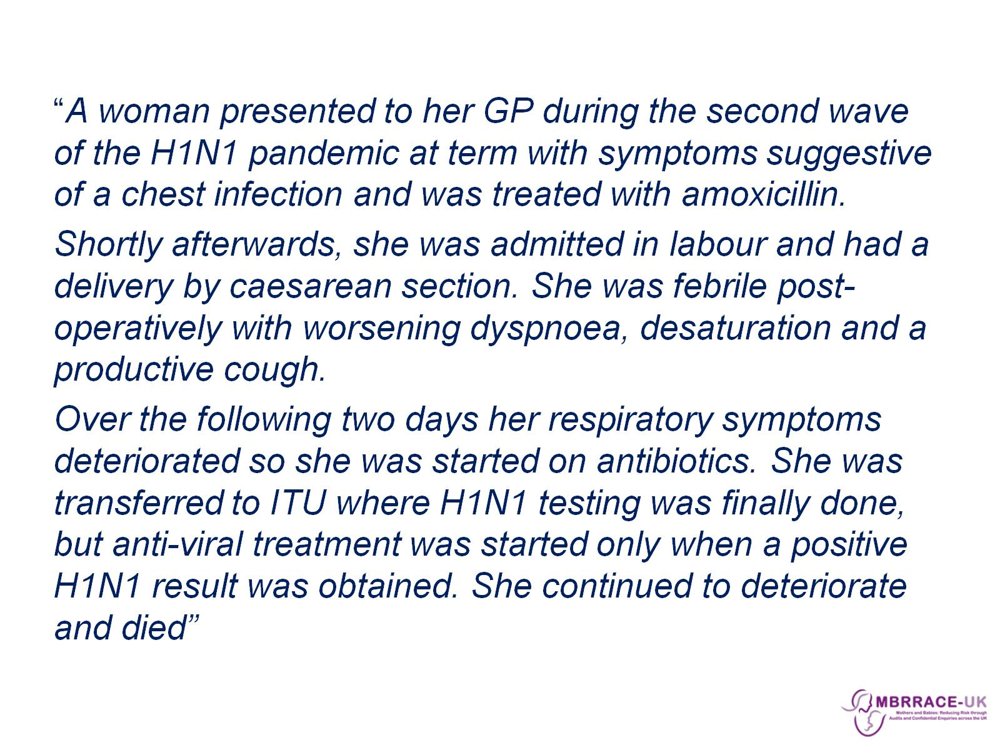 “A woman presented to her GP during the second wave
of the H1N1 pandemic at term with symptoms suggestive
of a chest infection and was treated with amoxicillin.
Shortly afterwards, she was admitted in labour and had a
delivery by caesarean section. She was febrile post-
operatively with worsening dyspnoea, desaturation and a
productive cough.
Over the following two days her respiratory symptoms
deteriorated so she was started on antibiotics. She was
transferred to ITU where H1N1 testing was finally done,
but anti-viral treatment was started only when a positive
H1N1 result was obtained. She continued to deteriorate
and died”
MBRRACE-UK
Mothers and Babies: Reducing Risk through
Audits and Confidential Enquiries across the UK